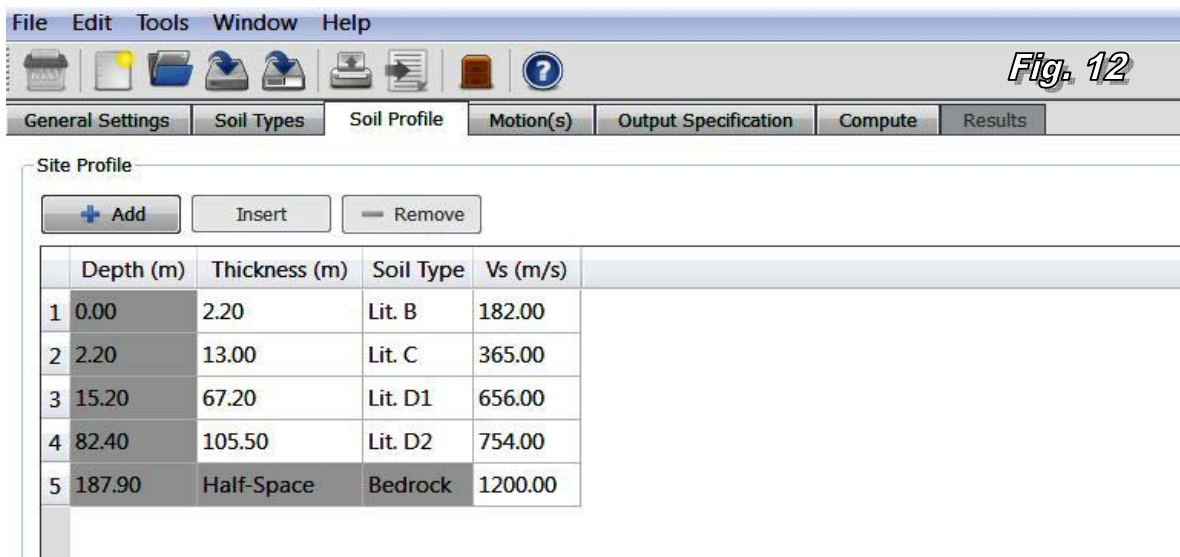 File Edit Tools Window Help
Fig. 12
General Settings Soil Types Soil Profile Motion(s) Output Specification Compute Results
Site Profile
Add Insert Remove
Depth (m) Thickness (m) Soil Type Vs (m/s)
1 0.00 2.20 Lit. B 182.00
2 2.20 13.00 Lit. C 365.00
3 15.20 67.20 Lit. D1 656.00
4 82.40 105.50 Lit. D2 754.00
5 187.90 Half-Space Bedrock 1200.00